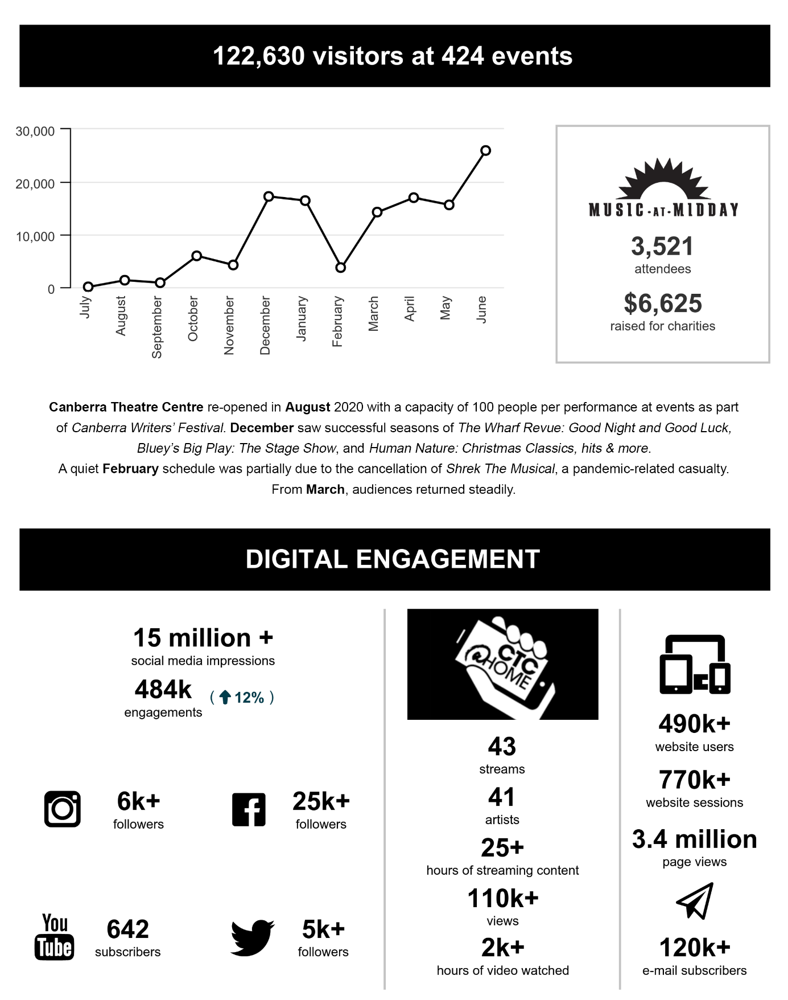 122,630 visitors at 424 events
30,000
20,000
10,000
0
July
August
September
October
November
December
January
February
March
April
May
June
MUSIC ·AT· MIDDAY
3,521
attendees
$6,625
raised for charities
Canberra Theatre Centre re-opened in August 2020 with a capacity of 100 people per performance at events as part
of Canberra Writers’ Festival. December saw successful seasons of The Wharf Revue: Good Night and Good Luck,
Bluey’s Big Play: The Stage Show, and Human Nature: Christmas Classics, hits & more.
A quiet February schedule was partially due to the cancellation of Shrek The Musical, a pandemic-related casualty.
From March, audiences returned steadily.
DIGITAL ENGAGEMENT
15 million +
social media impressions
484k
engagements
( 12% )
6k+
followers
25k+
followers
You
Tube
642
subscribers
5k+
followers
CTC
@HOME
43
streams
41
artists
25+
hours of streaming content
110k+
views
2k+
hours of video watched
490k+
website users
770k+
website sessions
3.4 million
page views
120k+
e-mail subscribers